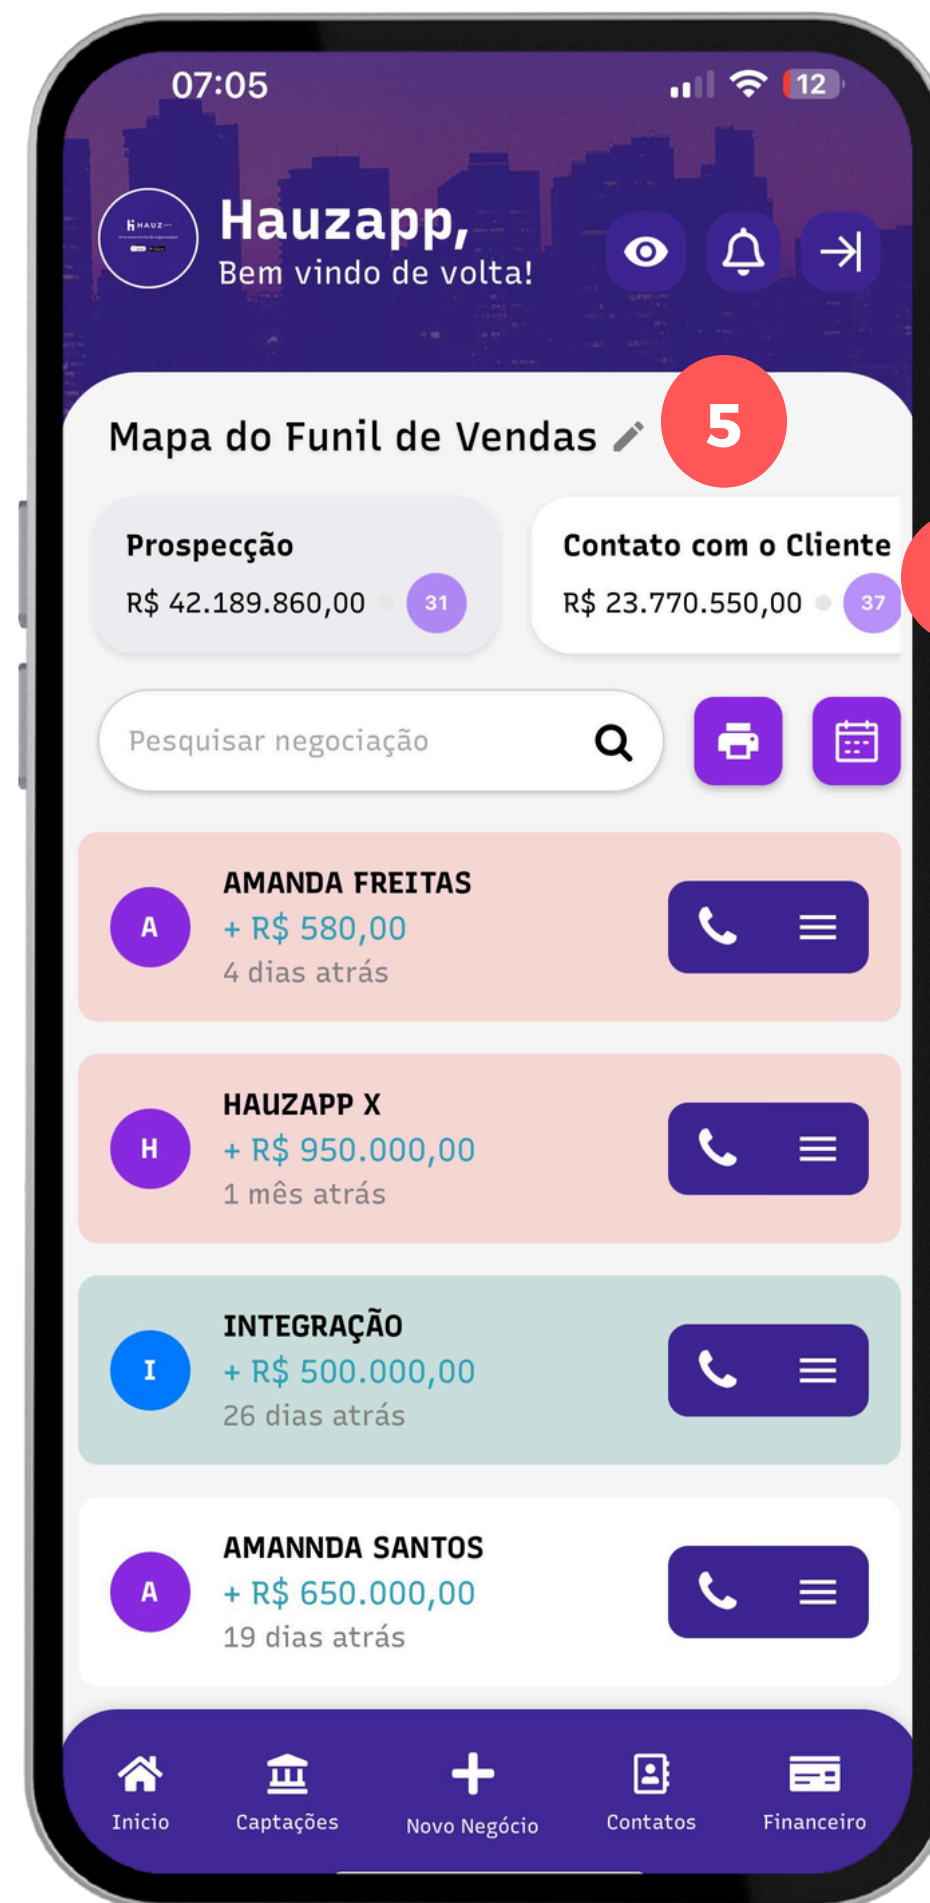 07:05
12
HAUZ
Hauzapp,
Bem vindo de volta!
Mapa do Funil de Vendas
5
Prospecção
R$ 42.189.860,00
31
Contato com o Cliente
R$ 23.770.550,00
37
Pesquisar negociação
A
AMANDA FREITAS
+ R$ 580,00
4 dias atrás
H
HAUZAPP X
+ R$ 950.000,00
1 mês atrás
I
INTEGRAÇÃO
+ R$ 500.000,00
26 dias atrás
A
AMANNDA SANTOS
+ R$ 650.000,00
19 dias atrás
Inicio
Captações
Novo Negócio
Contatos
Financeiro